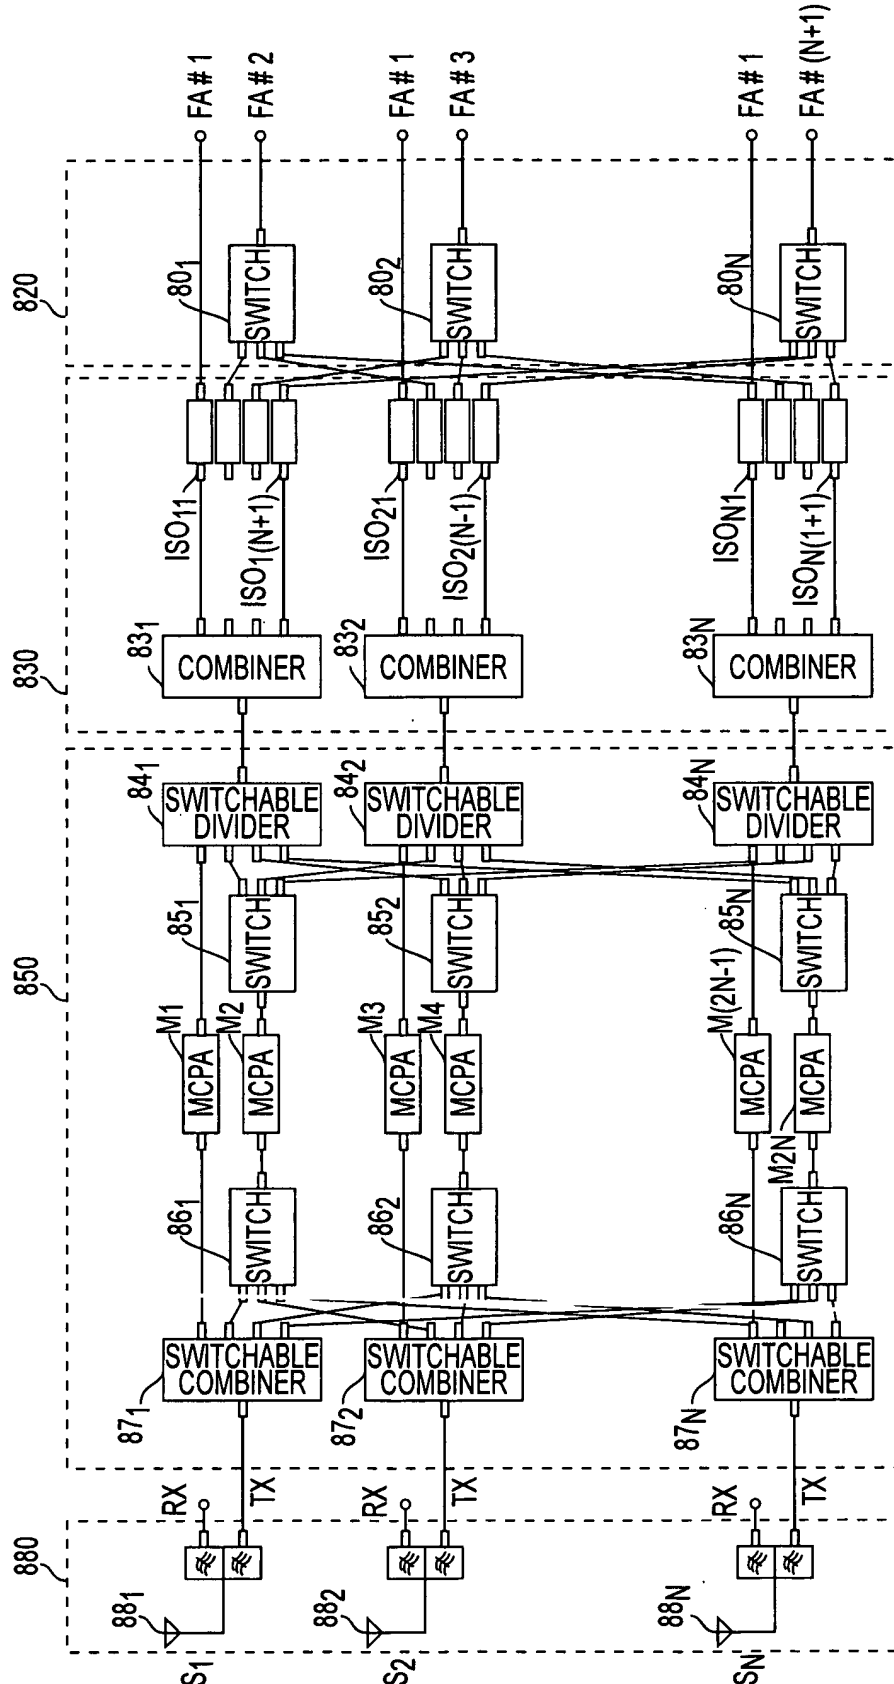 820
830
850
880
FA#1
FA#2
FA#1
FA#3
FA#1
FA# (N+1)
80₁
SWITCH
80₂
SWITCH
80N
SWITCH
ISO₁₁
ISO₁(N+1)
ISO₂₁
ISO₂(N-1)
ISON1
ISON(1+1)
83₁
COMBINER
83₂
COMBINER
83N
COMBINER
84₁
SWITCHABLE
DIVIDER
84₂
SWITCHABLE
DIVIDER
84N
SWITCHABLE
DIVIDER
85₁
SWITCH
85₂
SWITCH
85N
SWITCH
M1
MCPA
M2
MCPA
M3
MCPA
M4
MCPA
M(2N-1)
MCPA
M2N
MCPA
86₁
SWITCH
86₂
SWITCH
86N
SWITCH
87₁
SWITCHABLE
COMBINER
87₂
SWITCHABLE
COMBINER
87N
SWITCHABLE
COMBINER
RX
TX
RX
TX
RX
TX
88₁
88₂
88N
S₁
S₂
SN